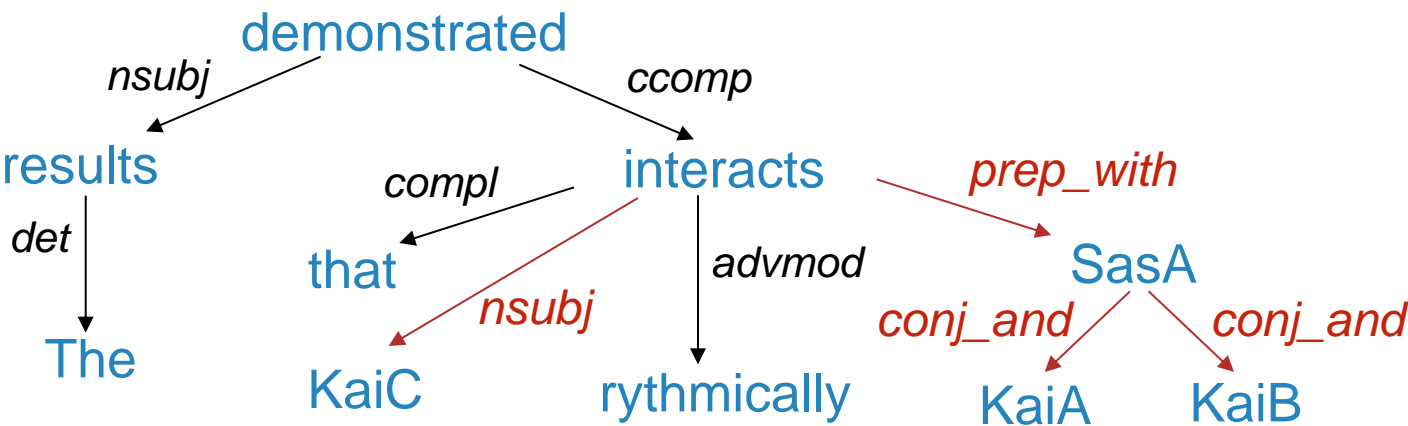 demonstrated
nsubj
ccomp
results
interacts
prep_with
compl
det
that
advmod
SasA
nsubj
conj_and
conj_and
The
KaiC
rythmically
KaiA
KaiB